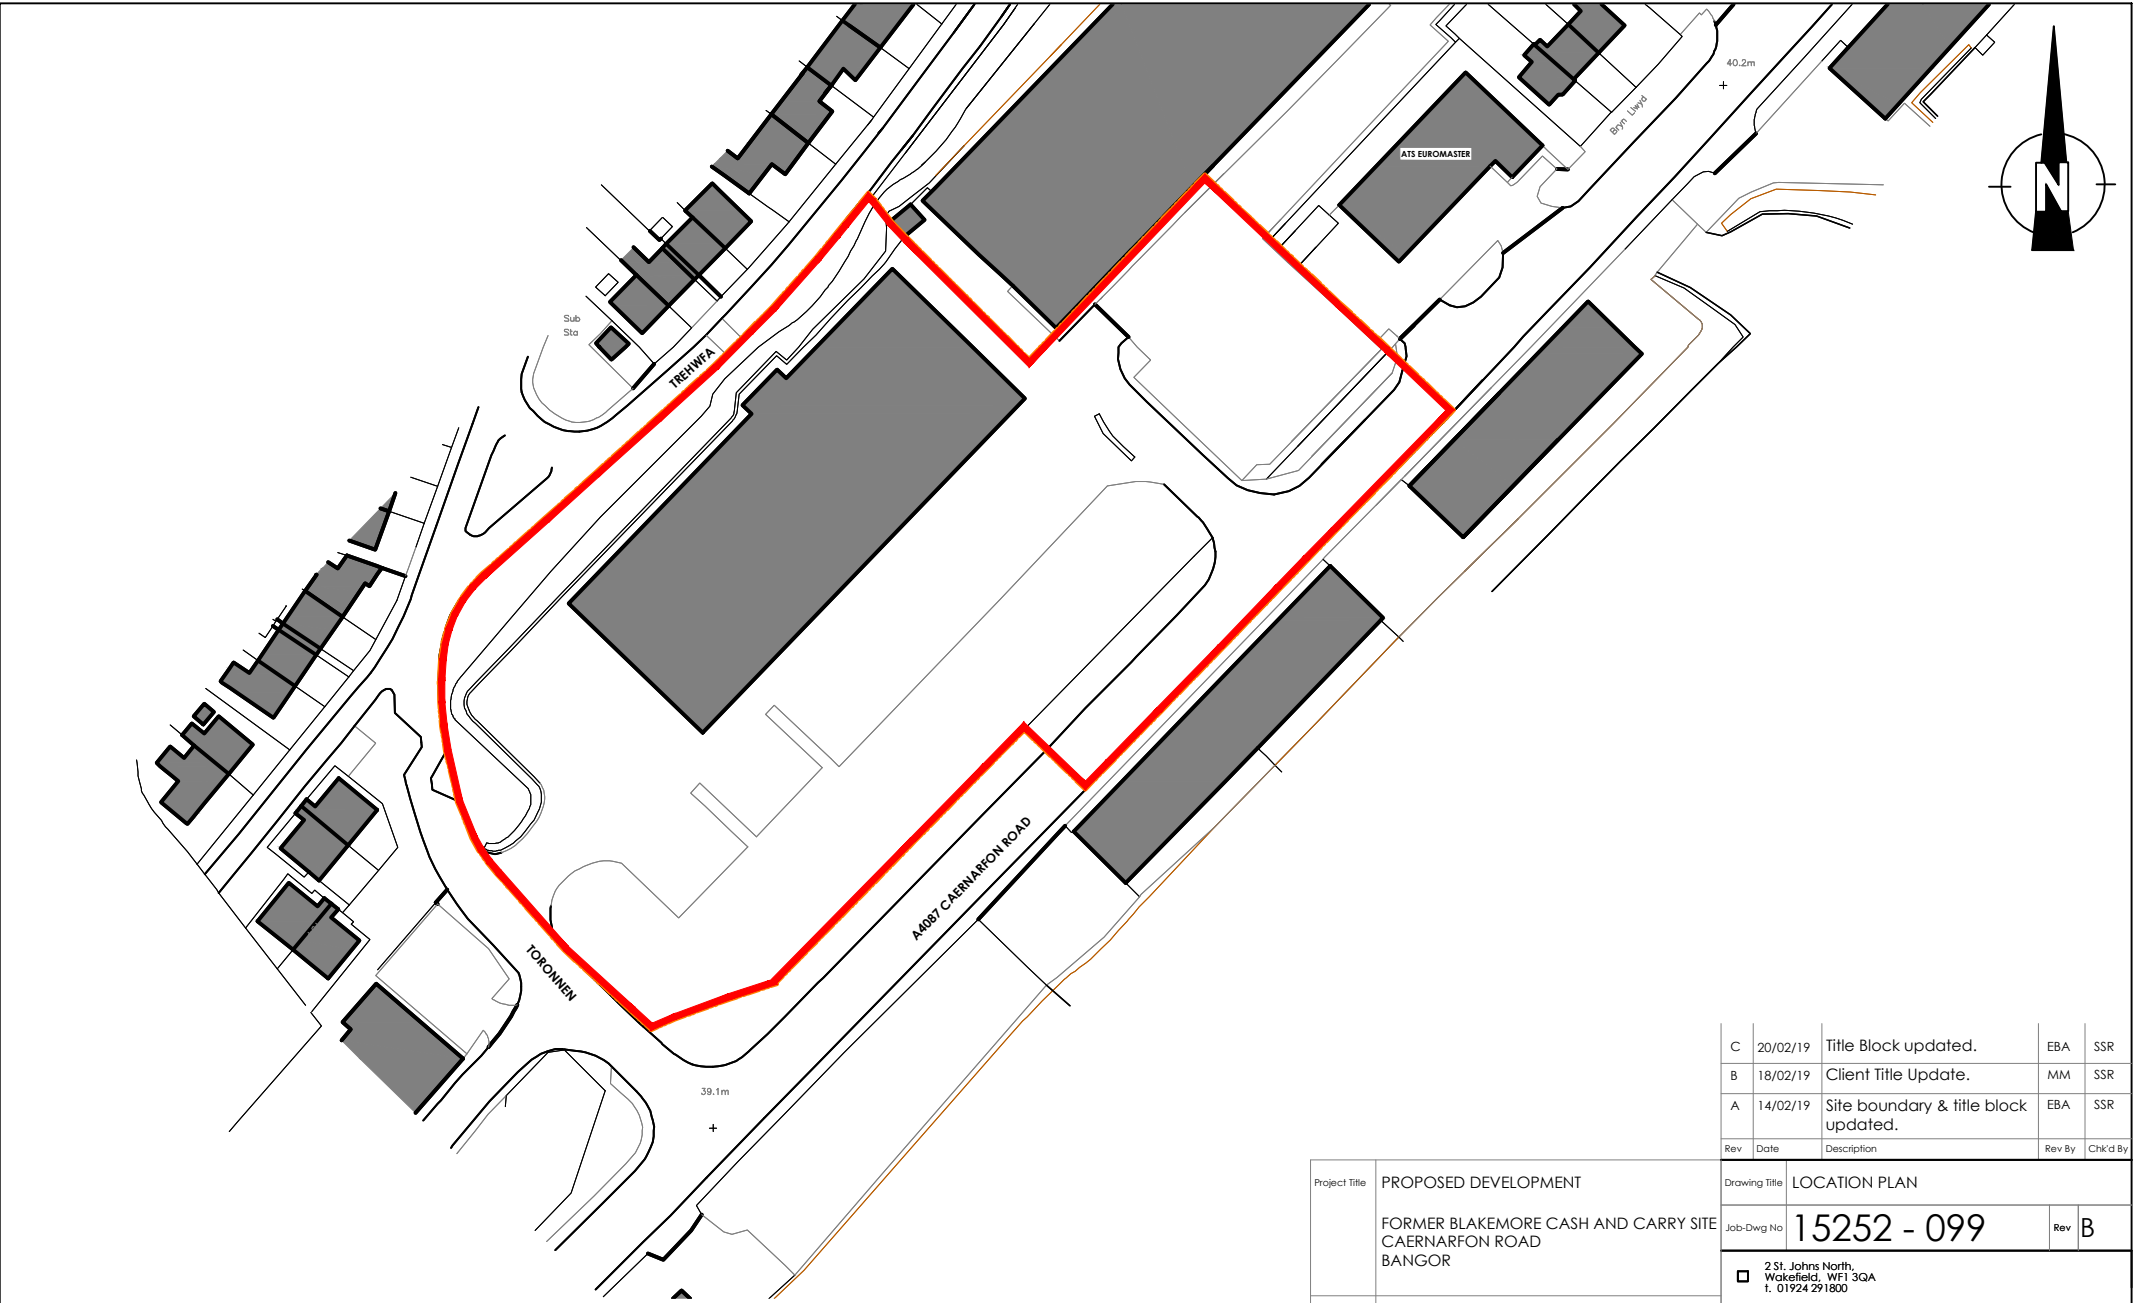 40.2m
Bryn Llwyd
ATS EUROMASTER
N
Sub
Sta
TREHWFA
A4087 CAERNARFON ROAD
TORONNEN
39.1m
C 20/02/19 Title Block updated. EBA SSR
B 18/02/19 Client Title Update. MM SSR
A 14/02/19 Site boundary & title block EBA SSR
updated.
Rev Date Description Rev By Chk'd By
Project Title PROPOSED DEVELOPMENT
FORMER BLAKEMORE CASH AND CARRY SITE
CAERNARFON ROAD
BANGOR
Drawing Title LOCATION PLAN
Job-Dwg No 15252 - 099 Rev B
2 St. Johns North,
Wakefield, WF1 3QA
t. 01924 291800